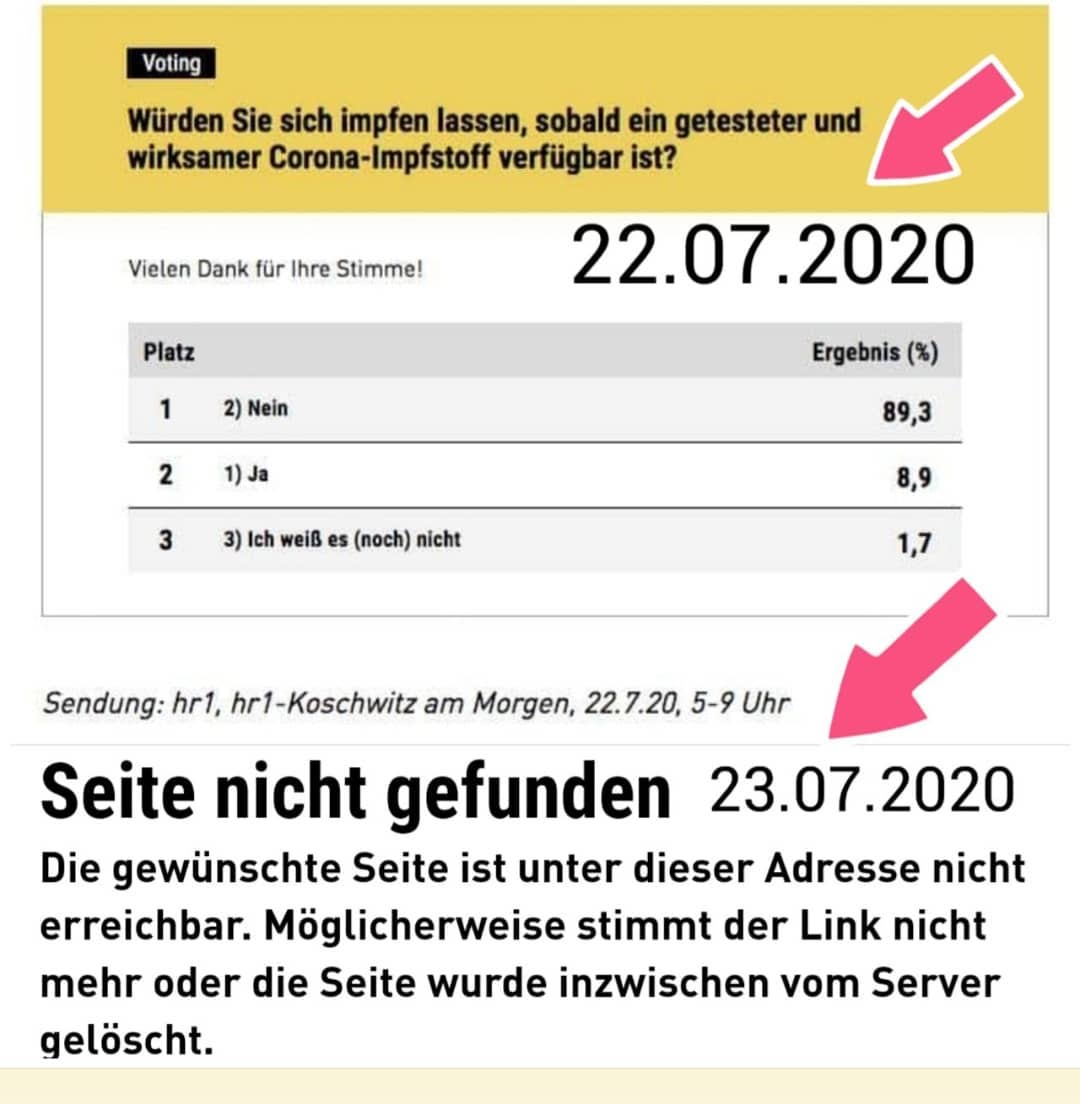 Voting
Würden Sie sich impfen lassen, sobald ein getesteter und
wirksamer Corona-Impfstoff verfügbar ist?
22.07.2020
Vielen Dank für Ihre Stimme!
Platz Ergebnis (%)
1 2) Nein 89,3
2 1) Ja 8,9
3 3) Ich weiß es (noch) nicht 1,7
Sendung: hr1, hr1-Koschwitz am Morgen, 22.7.20, 5-9 Uhr
Seite nicht gefunden 23.07.2020
Die gewünschte Seite ist unter dieser Adresse nicht
erreichbar. Möglicherweise stimmt der Link nicht
mehr oder die Seite wurde inzwischen vom Server
gelöscht.